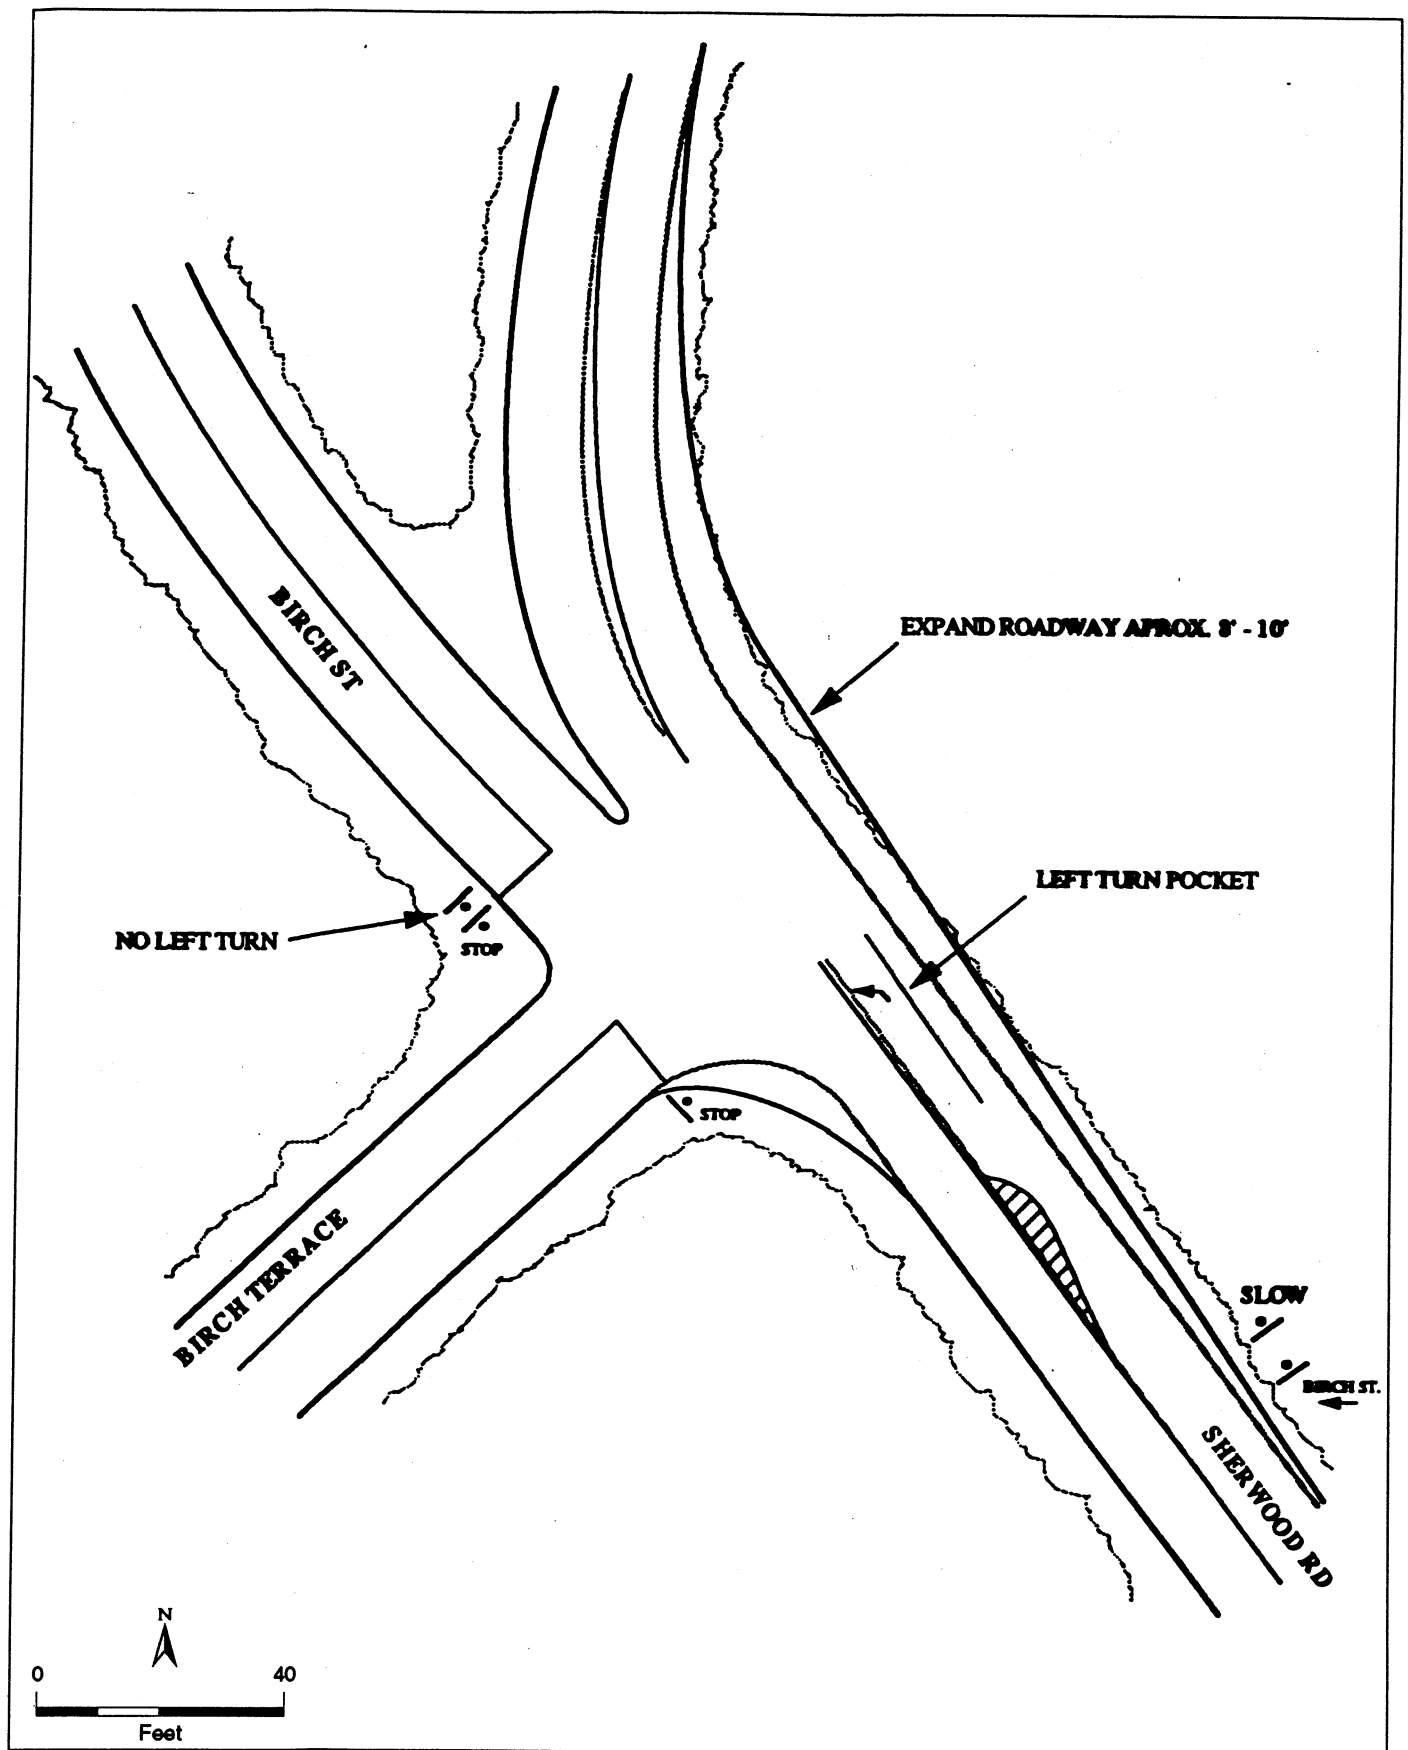 BIRCH ST
EXPAND ROADWAY APROX. 8' - 10'
LEFT TURN POCKET
NO LEFT TURN
STOP
STOP
BIRCH TERRACE
SLOW
BIRCH ST.
SHERWOOD RD
N
0 40
Feet